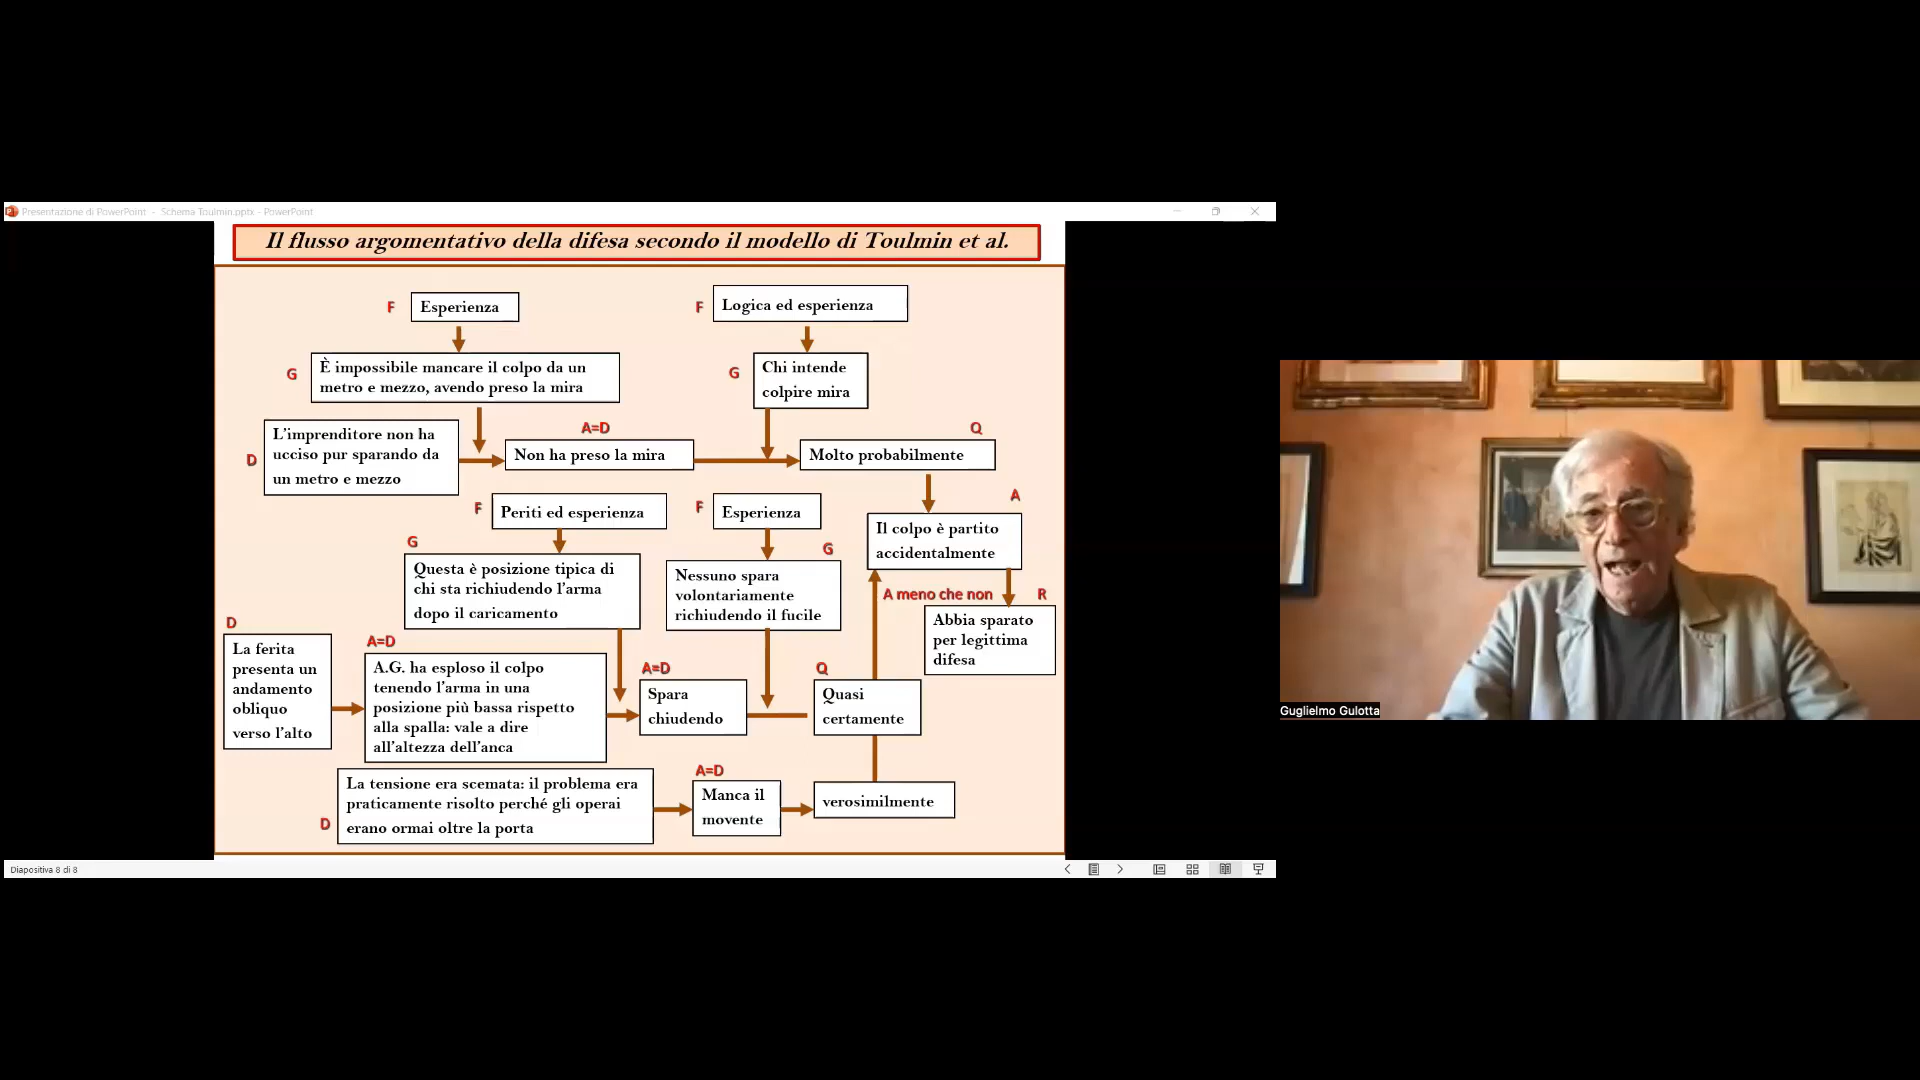 Presentazione di PowerPoint - Schema Toulmin.pptx - PowerPoint
Il flusso argomentativo della difesa secondo il modello di Toulmin et al.
F
Esperienza
F
Logica ed esperienza
G
È impossibile mancare il colpo da un
metro e mezzo, avendo preso la mira
G
Chi intende
colpire mira
D
L'imprenditore non ha
ucciso pur sparando da
un metro e mezzo
A=D
Non ha preso la mira
Q
Molto probabilmente
F
Periti ed esperienza
F
Esperienza
A
Il colpo è partito
accidentalmente
G
Questa è posizione tipica di
chi sta richiudendo l'arma
dopo il caricamento
G
Nessuno spara
volontariamente
richiudendo il fucile
A meno che non
R
Abbia sparato
per legittima
difesa
D
La ferita
presenta un
andamento
obliquo
verso l'alto
A=D
A.G. ha esploso il colpo
tenendo l'arma in una
posizione più bassa rispetto
alla spalla: vale a dire
all'altezza dell'anca
A=D
Spara
chiudendo
Q
Quasi
certamente
D
La tensione era scemata: il problema era
praticamente risolto perché gli operai
erano ormai oltre la porta
A=D
Manca il
movente
verosimilmente
Diapositiva 8 di 8
Guglielmo Gulotta